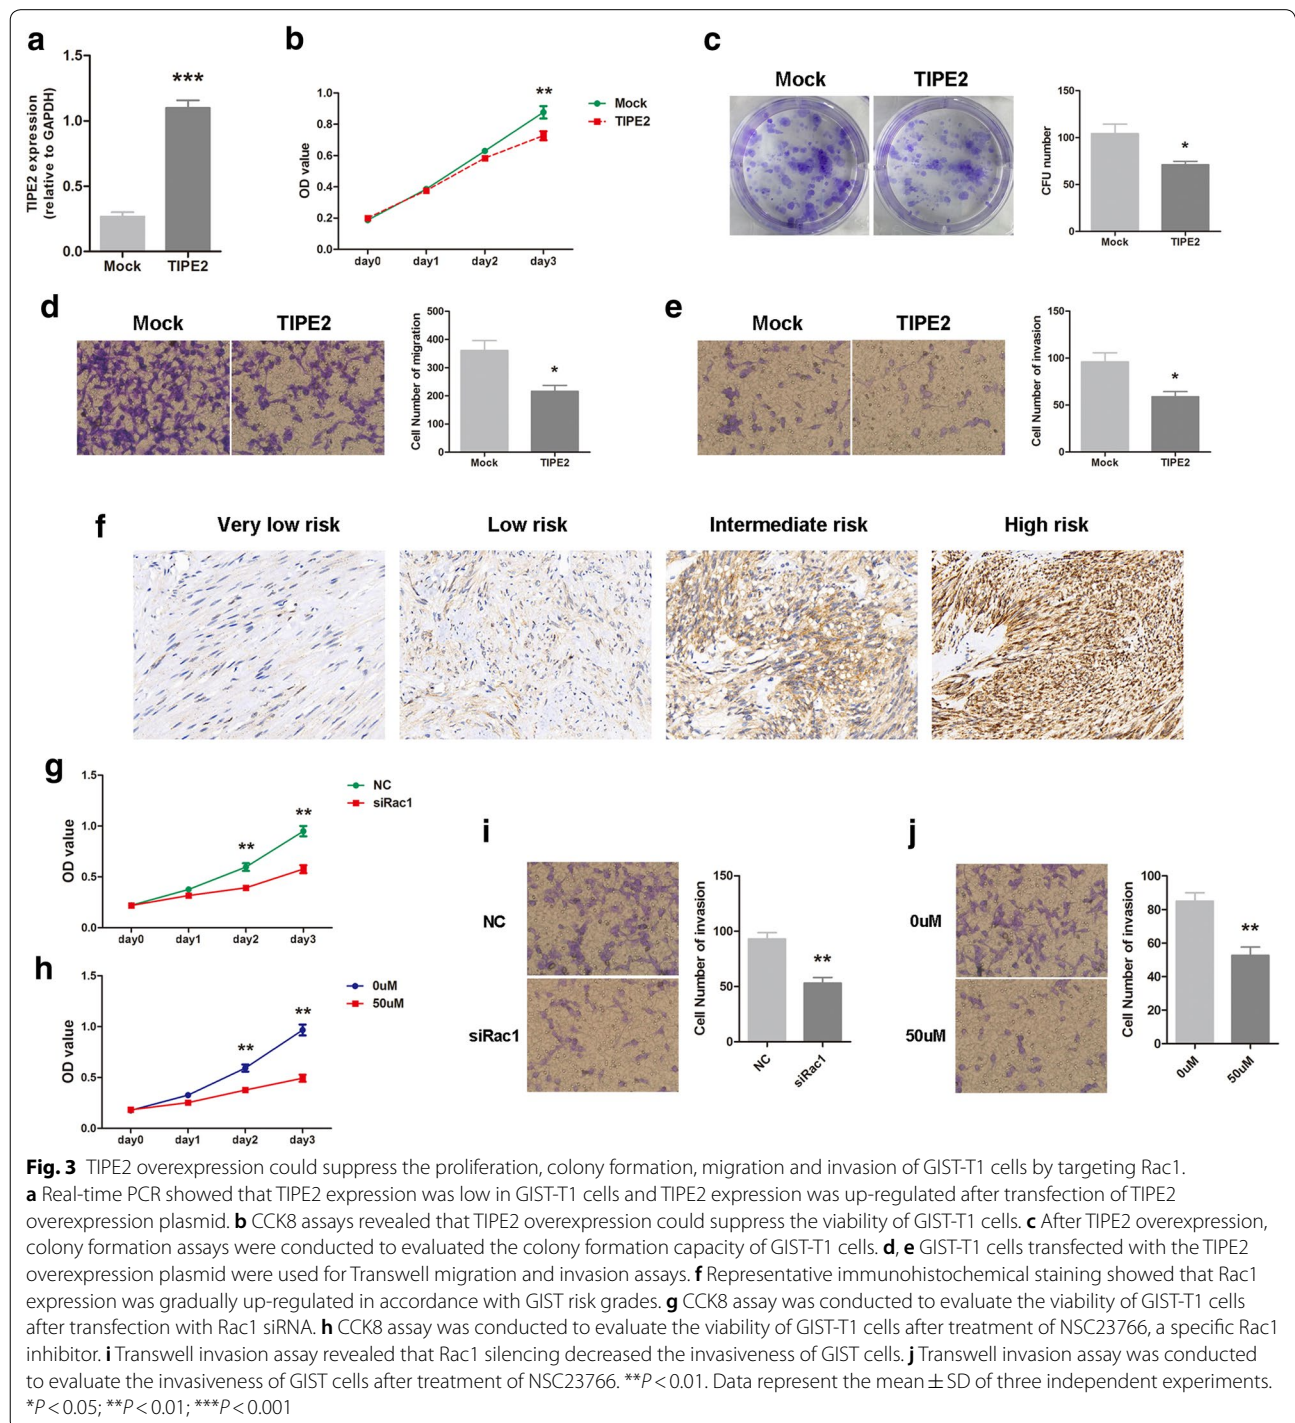 a
1.5
1.0
0.5
0.0
TIPE2 expression
(relative to GAPDH)
***
Mock TIPE2
b
1.0
0.8
0.6
0.4
0.2
0.0
OD value
**
Mock
TIPE2
day0 day1 day2 day3
c
Mock TIPE2
150
100
50
0
CFU number
*
Mock TIPE2
d
Mock TIPE2
500
400
300
200
100
0
Cell Number of migration
*
Mock TIPE2
e
Mock TIPE2
150
100
50
0
Cell Number of invasion
*
Mock TIPE2
f
Very low risk Low risk Intermediate risk High risk
g
1.5
1.0
0.5
0.0
OD value
NC
siRac1
** **
day0 day1 day2 day3
h
1.5
1.0
0.5
0.0
OD value
0uM
50uM
** **
day0 day1 day2 day3
i
NC
siRac1
150
100
50
0
Cell Number of invasion
**
NC siRac1
j
0uM
50uM
100
80
60
40
20
0
Cell Number of invasion
**
0uM 50uM
Fig. 3 TIPE2 overexpression could suppress the proliferation, colony formation, migration and invasion of GIST-T1 cells by targeting Rac1.
a Real-time PCR showed that TIPE2 expression was low in GIST-T1 cells and TIPE2 expression was up-regulated after transfection of TIPE2
overexpression plasmid. b CCK8 assays revealed that TIPE2 overexpression could suppress the viability of GIST-T1 cells. c After TIPE2 overexpression,
colony formation assays were conducted to evaluated the colony formation capacity of GIST-T1 cells. d, e GIST-T1 cells transfected with the TIPE2
overexpression plasmid were used for Transwell migration and invasion assays. f Representative immunohistochemical staining showed that Rac1
expression was gradually up-regulated in accordance with GIST risk grades. g CCK8 assay was conducted to evaluate the viability of GIST-T1 cells
after transfection with Rac1 siRNA. h CCK8 assay was conducted to evaluate the viability of GIST-T1 cells after treatment of NSC23766, a specific Rac1
inhibitor. i Transwell invasion assay revealed that Rac1 silencing decreased the invasiveness of GIST cells. j Transwell invasion assay was conducted
to evaluate the invasiveness of GIST cells after treatment of NSC23766. **P < 0.01. Data represent the mean ± SD of three independent experiments.
*P < 0.05; **P < 0.01; ***P < 0.001